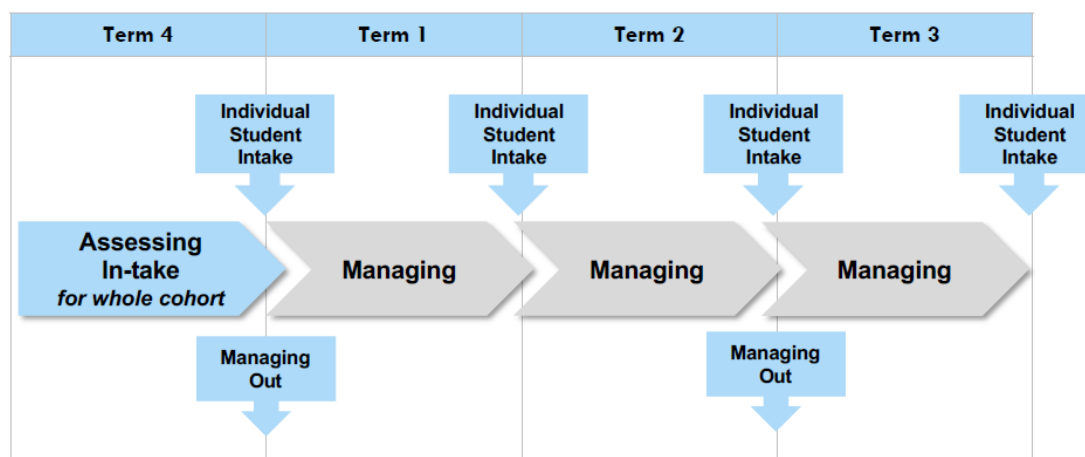 Term 4
Term 1
Term 2
Term 3
Individual
Student
Intake
Individual
Student
Intake
Individual
Student
Intake
Individual
Student
Intake
Assessing
In-take
for whole cohort
Managing
Managing
Managing
Managing
Out
Managing
Out